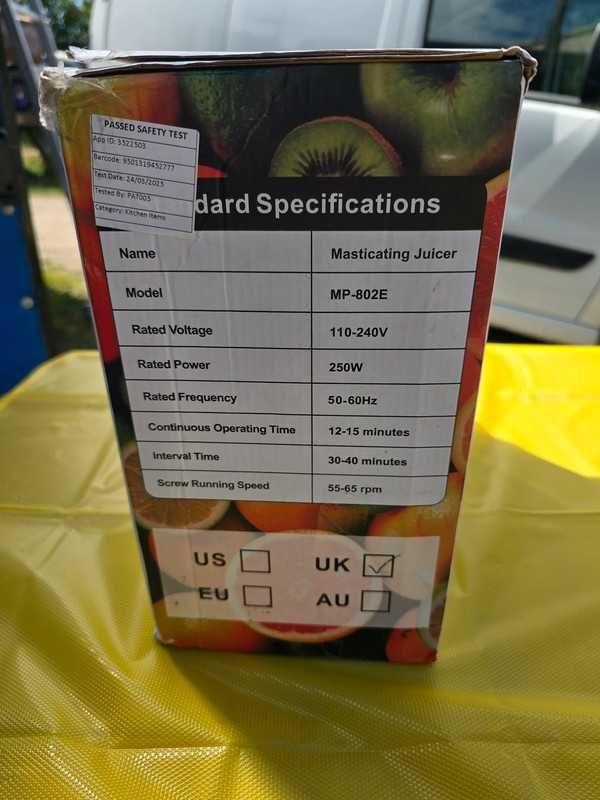 PASSED SAFETY TEST
App ID: 3322503
Barcode: 9501319452777
Test Date: 24/03/2025
Tested By: PAT003
Category: Kitchen Items
dard Specifications
Name Masticating Juicer
Model MP-802E
Rated Voltage 110-240V
Rated Power 250W
Rated Frequency 50-60Hz
Continuous Operating Time 12-15 minutes
Interval Time 30-40 minutes
Screw Running Speed 55-65 rpm
US UK
EU AU